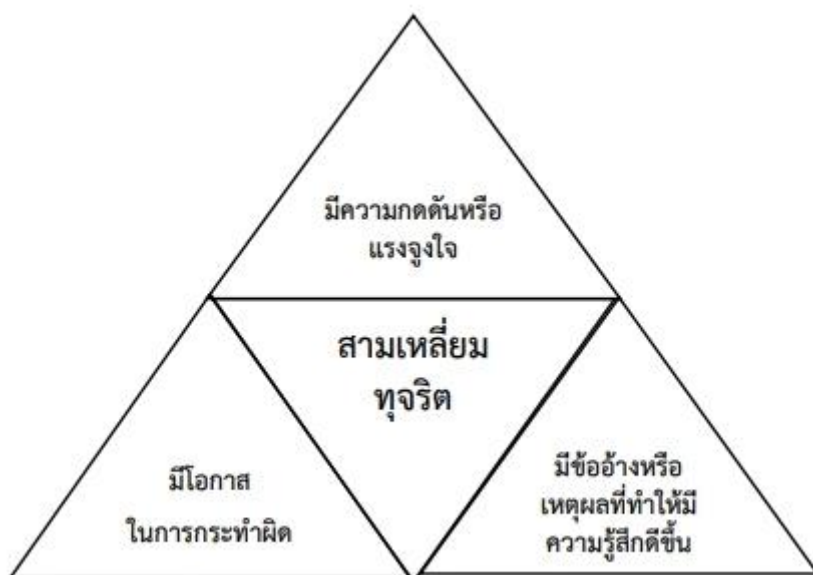 มีความกดดันหรือ
แรงจูงใจ
สามเหลี่ยม
ทุจริต
มีโอกาส
ในการกระทำผิด
มีข้ออ้างหรือ
เหตุผลที่ทำให้มี
ความรู้สึกดีขึ้น